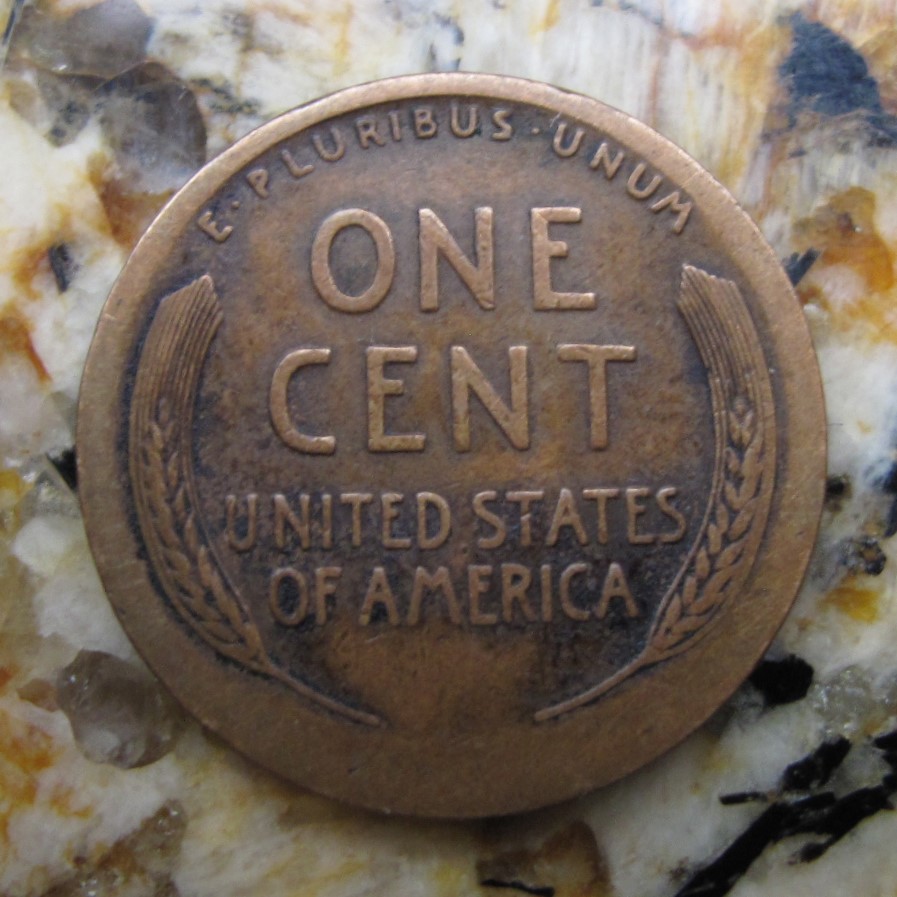 E · PLURIBUS · UNUM
ONE
CENT
UNITED STATES
OF AMERICA